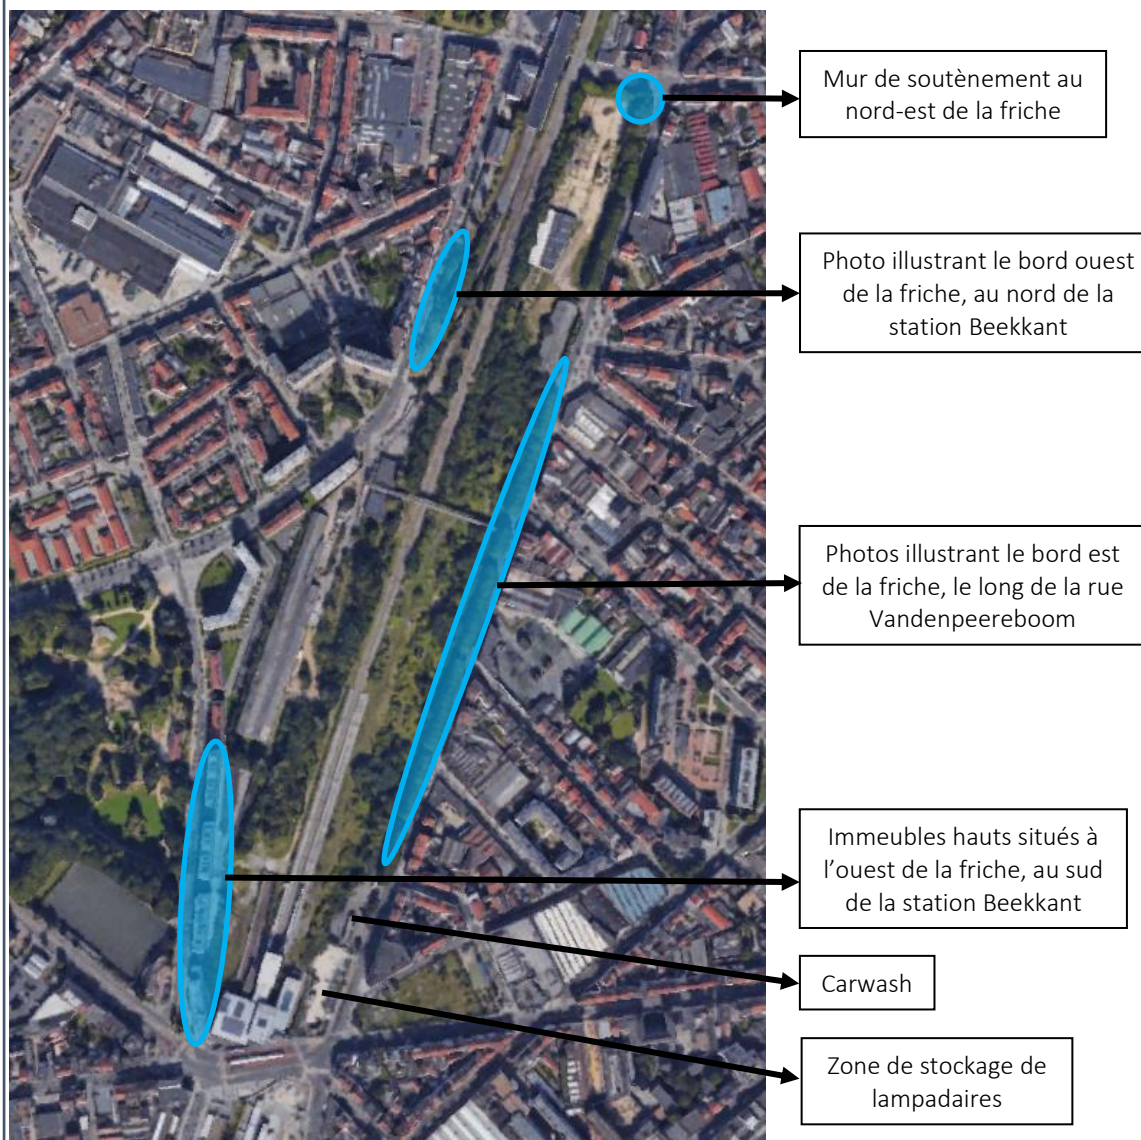 Mur de soutènement au
nord-est de la friche
Photo illustrant le bord ouest
de la friche, au nord de la
station Beekkant
Photos illustrant le bord est
de la friche, le long de la rue
Vandenpeereboom
Immeubles hauts situés à
l’ouest de la friche, au sud
de la station Beekkant
Carwash
Zone de stockage de
lampadaires